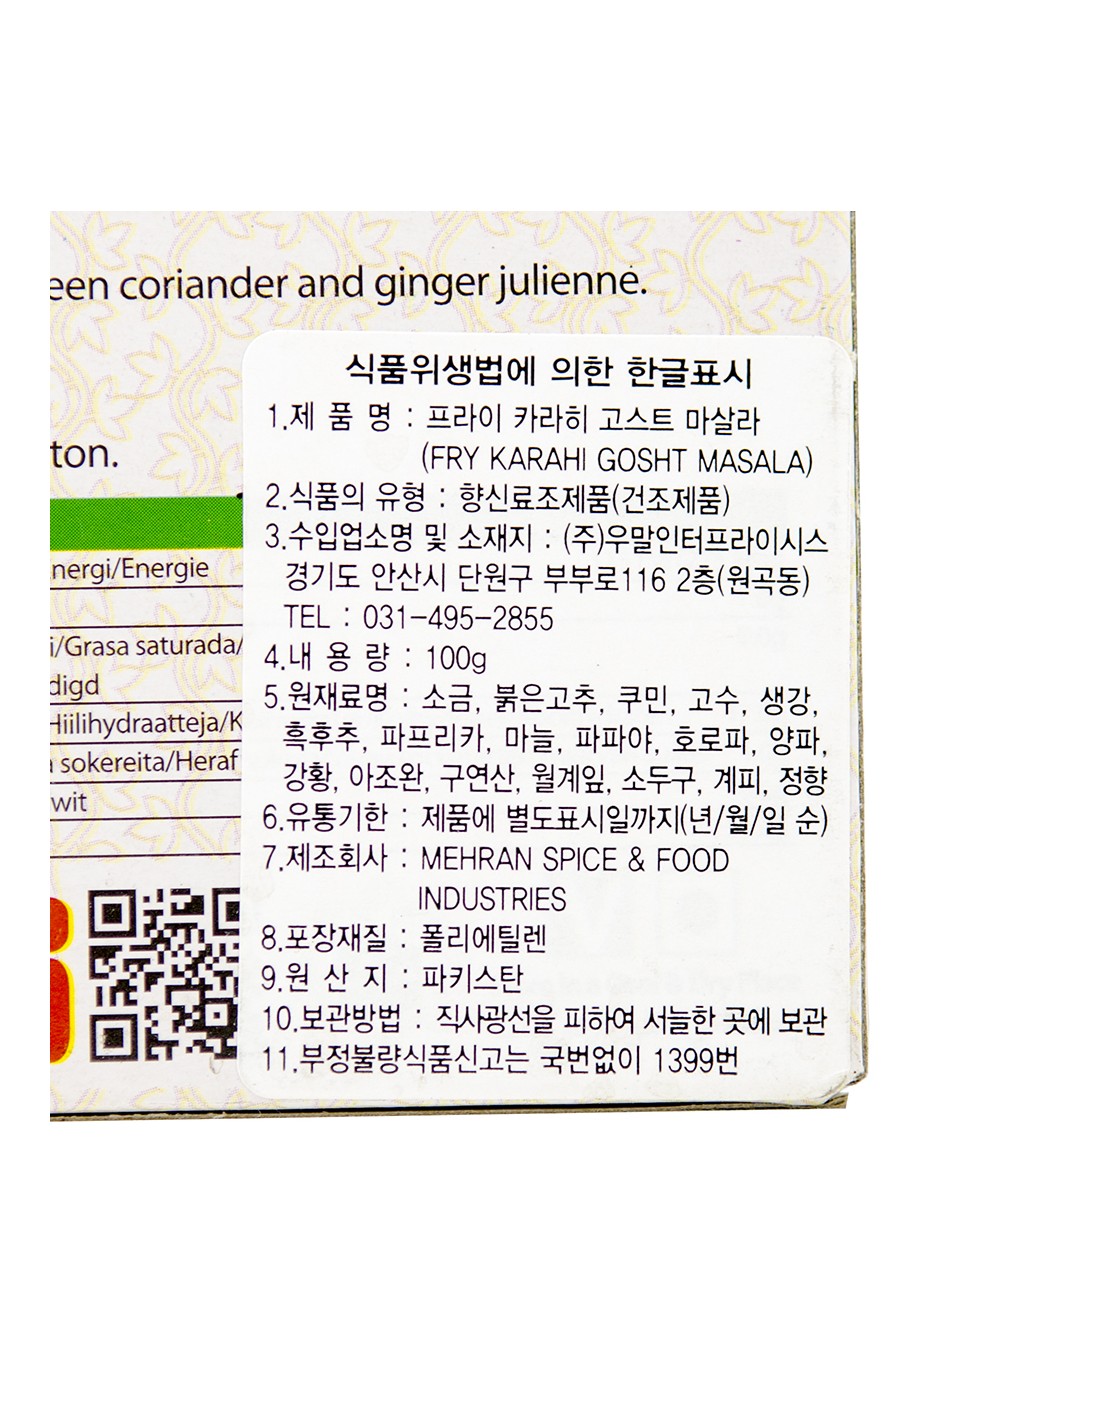 een coriander and ginger julienne.
ton.
nergi/Energie
i/Grasa saturada/
digd
Hiilihydraatteja/K
sokereita/Heraf
wit
식품위생법에 의한 한글표시
1.제 품 명 : 프라이 카라히 고스트 마살라
(FRY KARAHI GOSHT MASALA)
2.식품의 유형 : 향신료조제품(건조제품)
3.수입업소명 및 소재지 : (주)우말인터프라이시스
경기도 안산시 단원구 부부로116 2층(원곡동)
TEL : 031-495-2855
4.내 용 량 : 100g
5.원재료명 : 소금, 붉은고추, 쿠민, 고수, 생강,
흑후추, 파프리카, 마늘, 파파야, 호로파, 양파,
강황, 아조완, 구연산, 월계잎, 소두구, 계피, 정향
6.유통기한 : 제품에 별도표시일까지(년/월/일 순)
7.제조회사 : MEHRAN SPICE & FOOD
INDUSTRIES
8.포장재질 : 폴리에틸렌
9.원 산 지 : 파키스탄
10.보관방법 : 직사광선을 피하여 서늘한 곳에 보관
11.부정불량식품신고는 국번없이 1399번